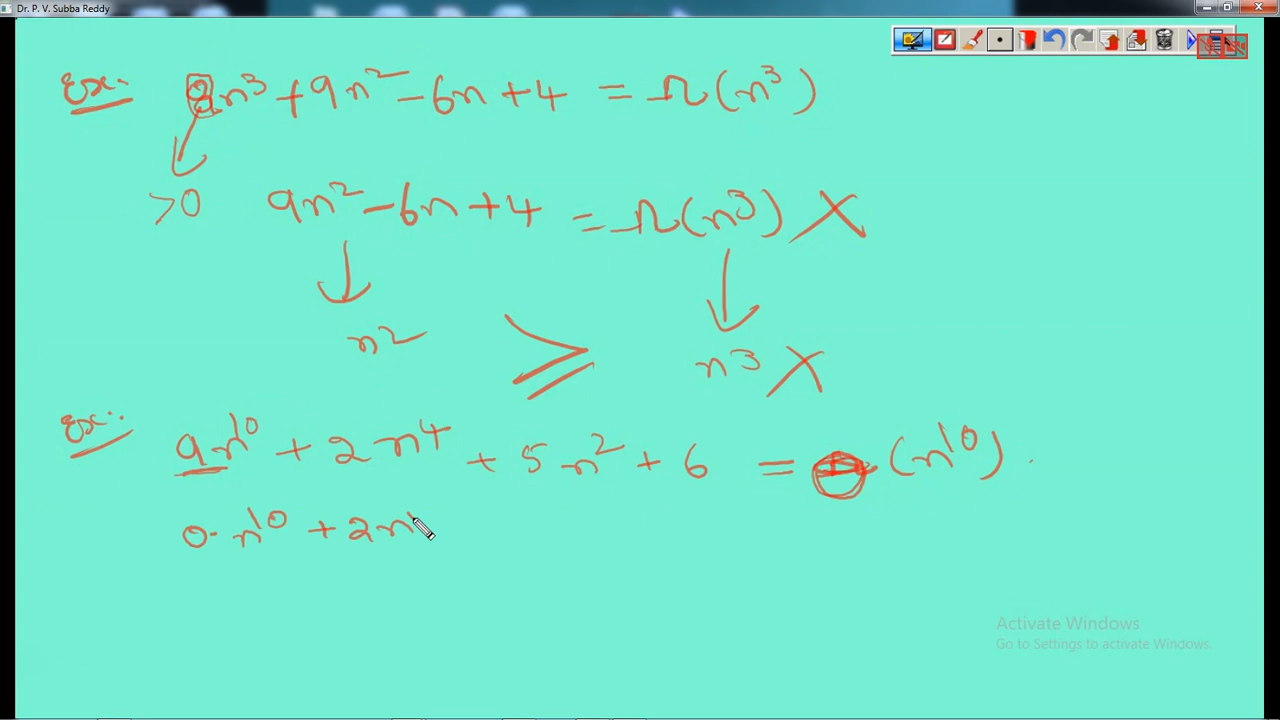 Dr. P. V. Subba Reddy
Ex:- n³ + 9n² - 6n + 4 = Ω(n³)
>0 9n² - 6n + 4 = Ω(n³) X
n² ≥ n³ X
Ex:- 9n¹⁰ + 2n⁴ + 5n² + 6 = Θ(n¹⁰).
0·n¹⁰ + 2n
Activate Windows
Go to Settings to activate Windows.